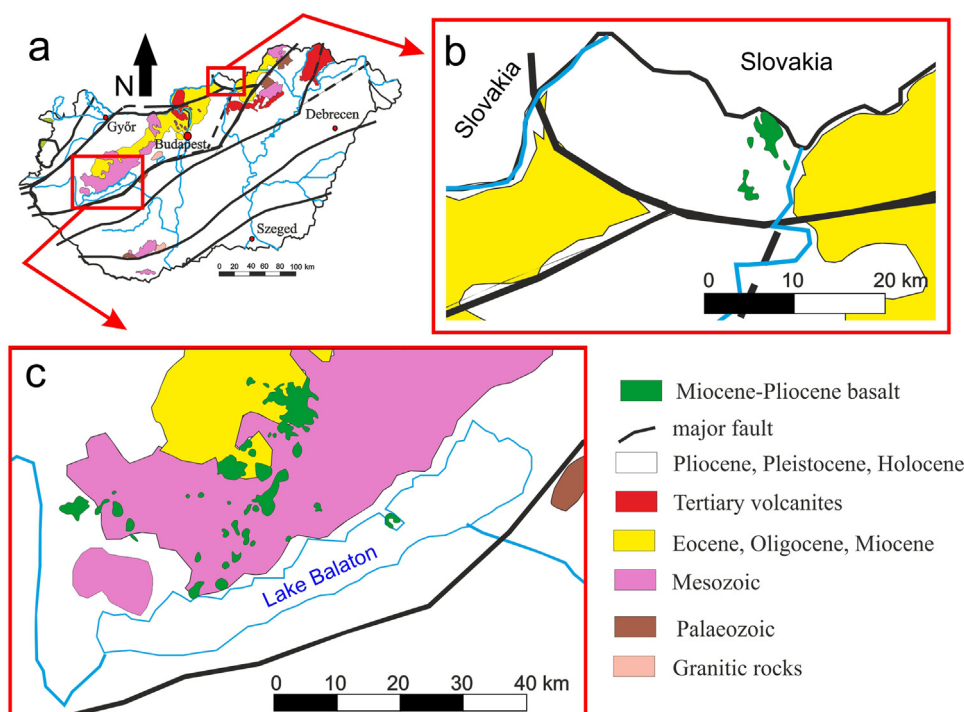 a
N
Győr
Budapest
Debrecen
Szeged
0 20 40 60 80 100 km
b
Slovakia
Slovakia
0 10 20 km
c
Lake Balaton
0 10 20 30 40 km
Miocene-Pliocene basalt
major fault
Pliocene, Pleistocene, Holocene
Tertiary volcanites
Eocene, Oligocene, Miocene
Mesozoic
Palaeozoic
Granitic rocks